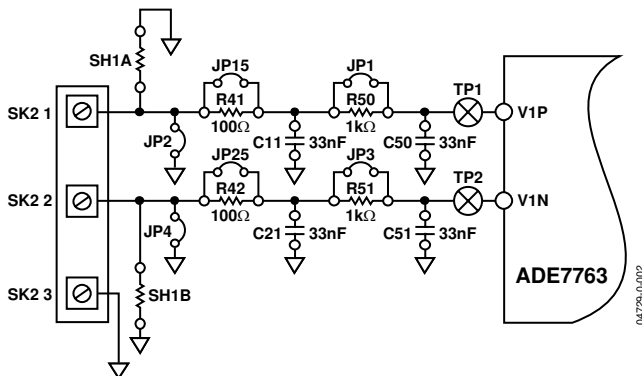 SH1A
JP15
JP1
TP1
SK2 1
R41
R50
V1P
100Ω
1kΩ
JP2
C11
33nF
C50
33nF
JP25
JP3
TP2
SK2 2
R42
R51
V1N
100Ω
1kΩ
JP4
C21
33nF
C51
33nF
ADE7763
SK2 3
SH1B
04729-0-002